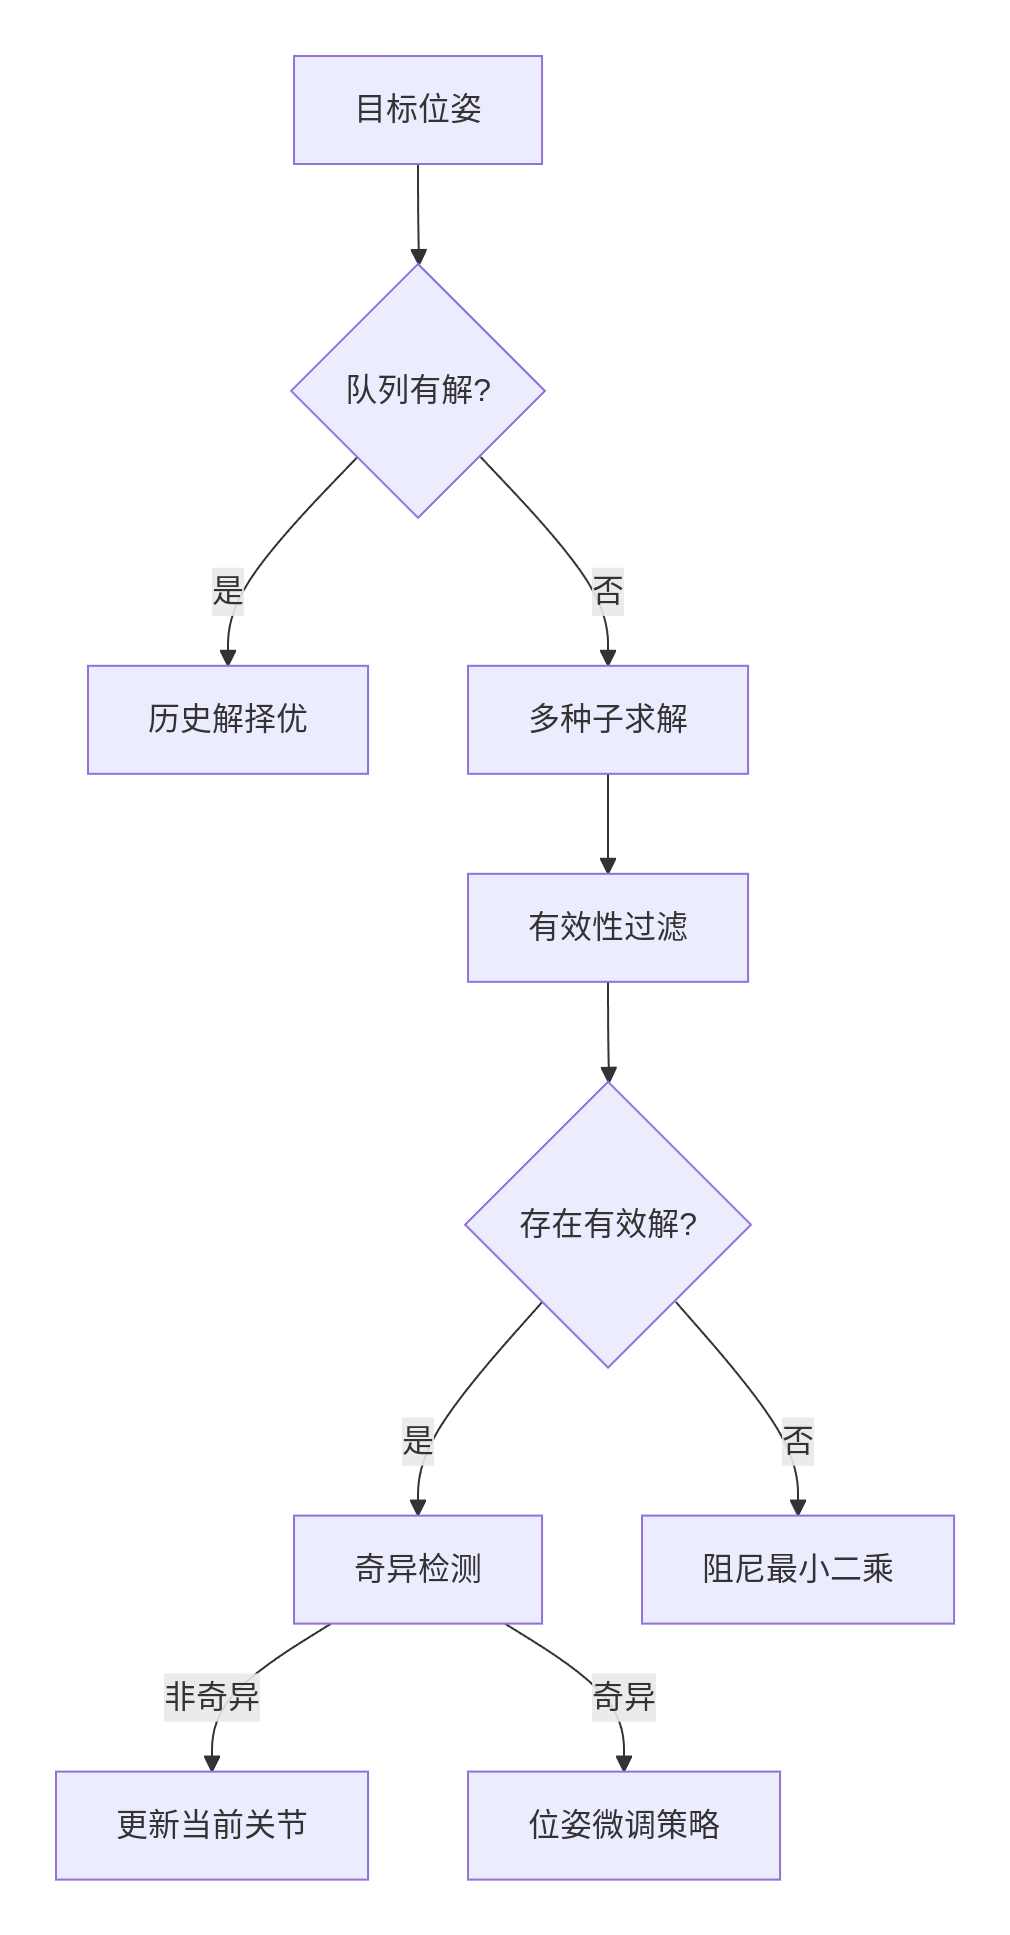 目标位姿
队列有解?
是
否
历史解择优
多种子求解
有效性过滤
存在有效解?
是
否
奇异检测
阻尼最小二乘
非奇异
奇异
更新当前关节
位姿微调策略